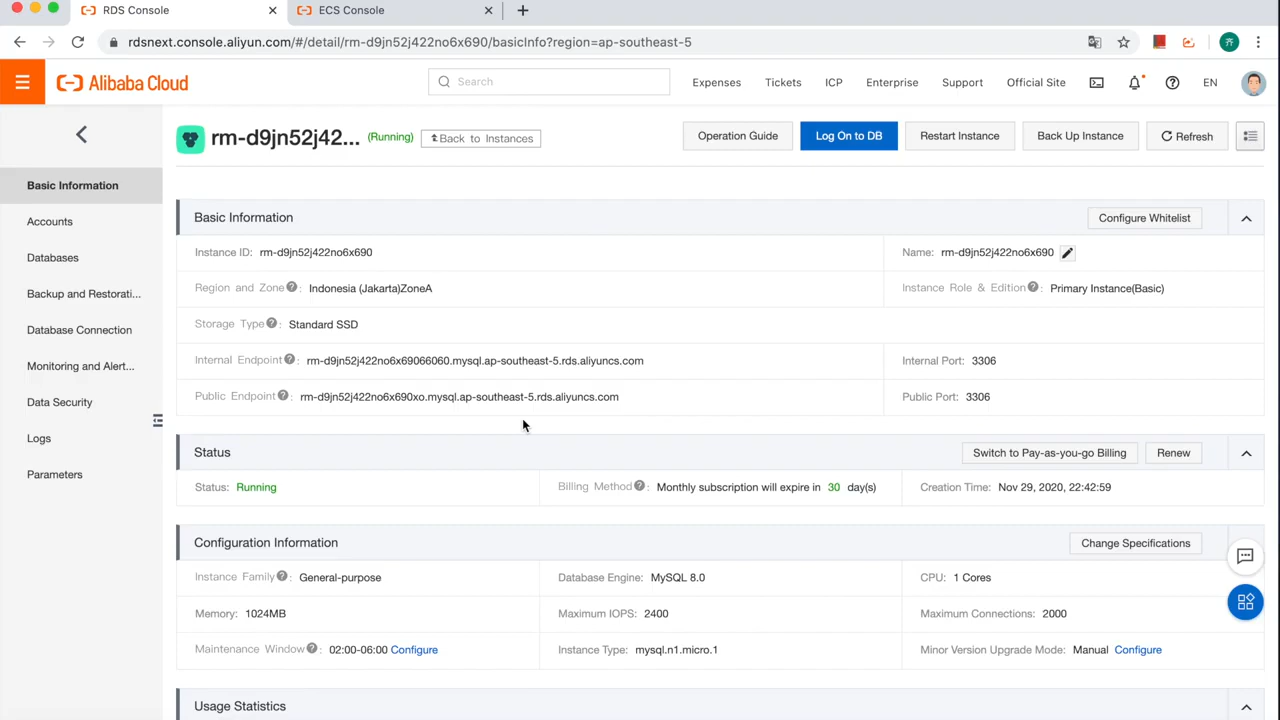 RDS Console
ECS Console
rdsnext.console.aliyun.com/#/detail/rm-d9jn52j422no6x690/basicInfo?region=ap-southeast-5
Alibaba Cloud
Search
Expenses Tickets ICP Enterprise Support Official Site EN
rm-d9jn52j42... (Running) Back to Instances
Operation Guide Log On to DB Restart Instance Back Up Instance Refresh
Basic Information
Accounts
Databases
Backup and Restorati...
Database Connection
Monitoring and Alert...
Data Security
Logs
Parameters
Basic Information Configure Whitelist
Instance ID: rm-d9jn52j422no6x690 Name: rm-d9jn52j422no6x690
Region and Zone : Indonesia (Jakarta)ZoneA Instance Role & Edition : Primary Instance(Basic)
Storage Type : Standard SSD
Internal Endpoint : rm-d9jn52j422no6x69066060.mysql.ap-southeast-5.rds.aliyuncs.com Internal Port: 3306
Public Endpoint : rm-d9jn52j422no6x690xo.mysql.ap-southeast-5.rds.aliyuncs.com Public Port: 3306
Status Switch to Pay-as-you-go Billing Renew
Status: Running Billing Method : Monthly subscription will expire in 30 day(s) Creation Time: Nov 29, 2020, 22:42:59
Configuration Information Change Specifications
Instance Family : General-purpose Database Engine: MySQL 8.0 CPU: 1 Cores
Memory: 1024MB Maximum IOPS: 2400 Maximum Connections: 2000
Maintenance Window : 02:00-06:00 Configure Instance Type: mysql.n1.micro.1 Minor Version Upgrade Mode: Manual Configure
Usage Statistics